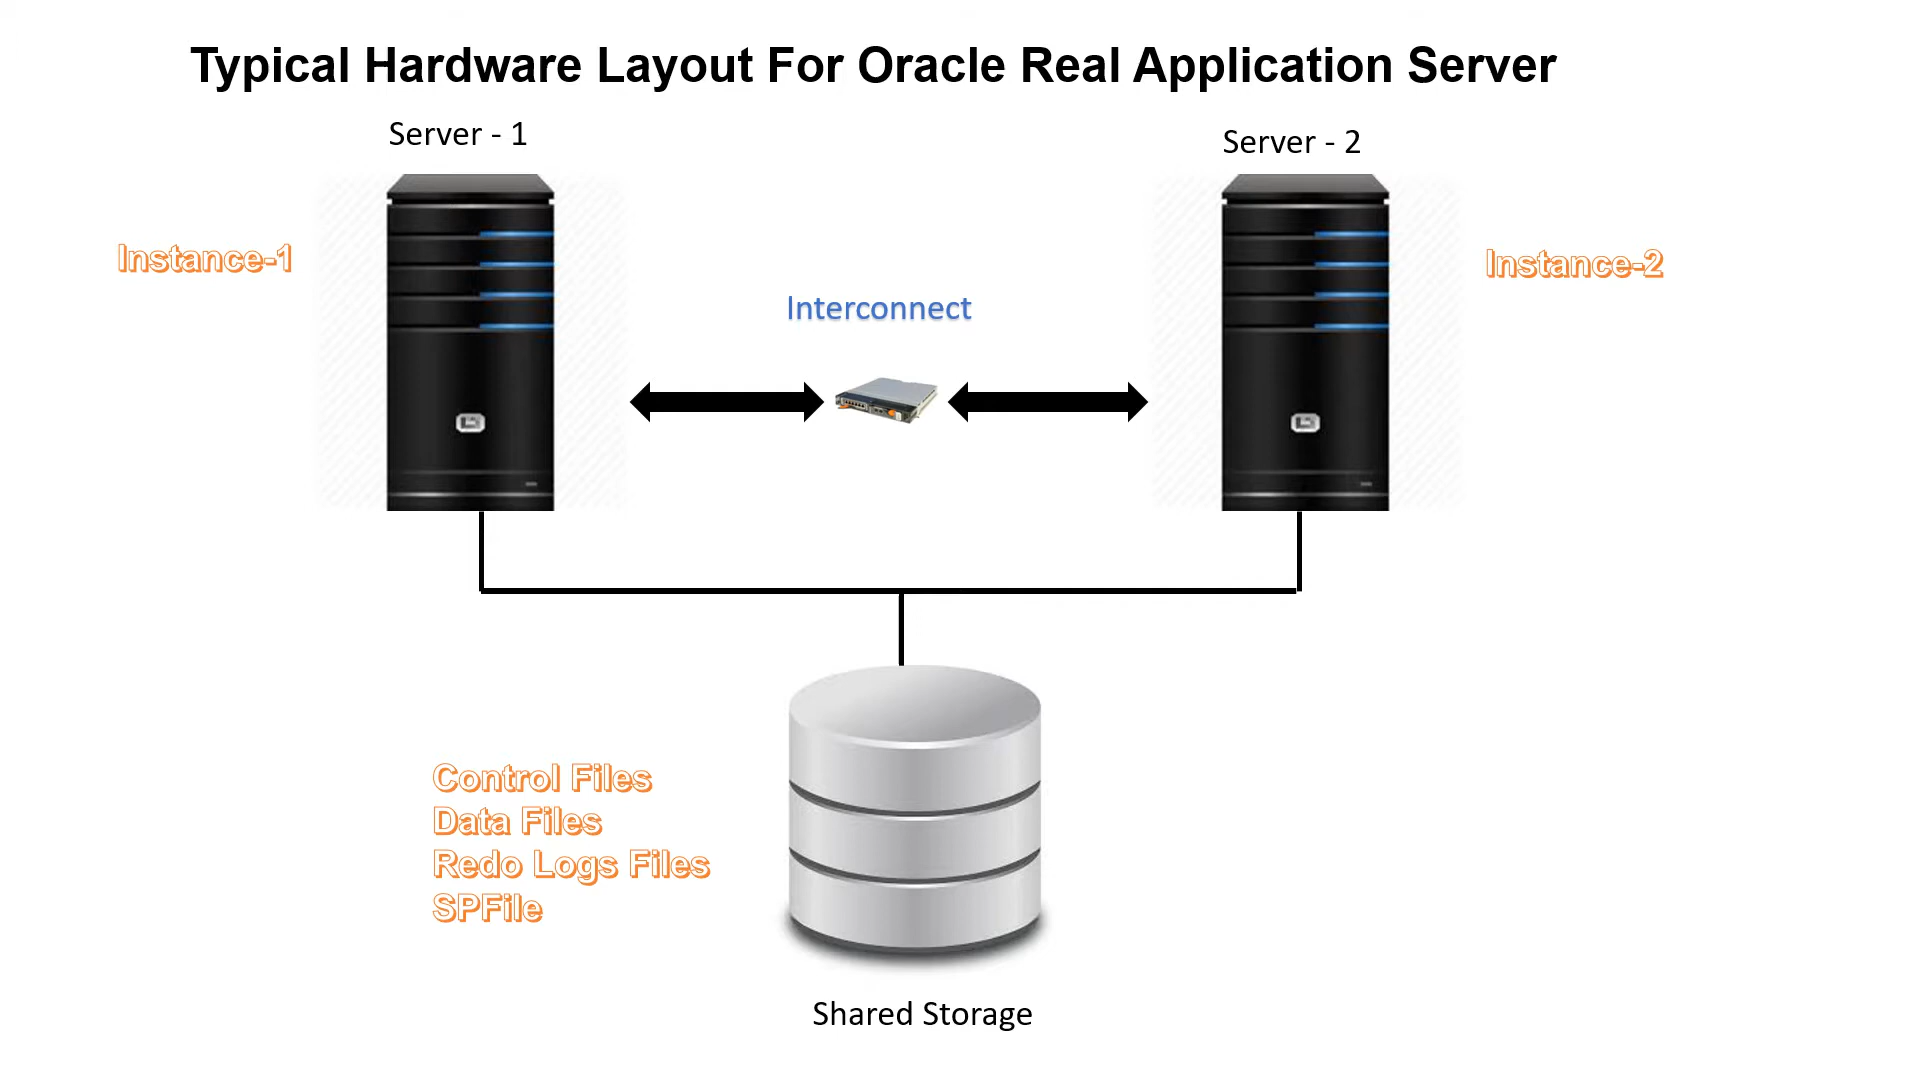 Typical Hardware Layout For Oracle Real Application Server
Server - 1
Server - 2
Instance-1
Instance-2
Interconnect
Control Files
Data Files
Redo Logs Files
SPFile
Shared Storage